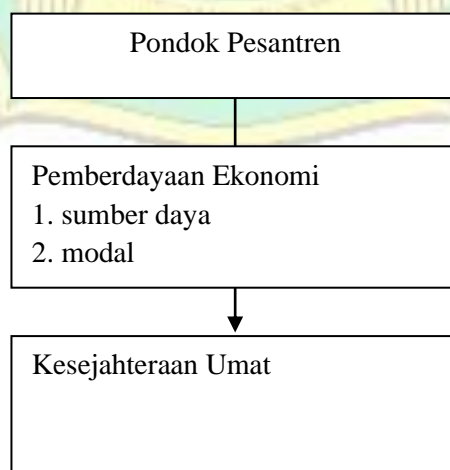 Pondok Pesantren
Pemberdayaan Ekonomi
1. sumber daya
2. modal
Kesejahteraan Umat